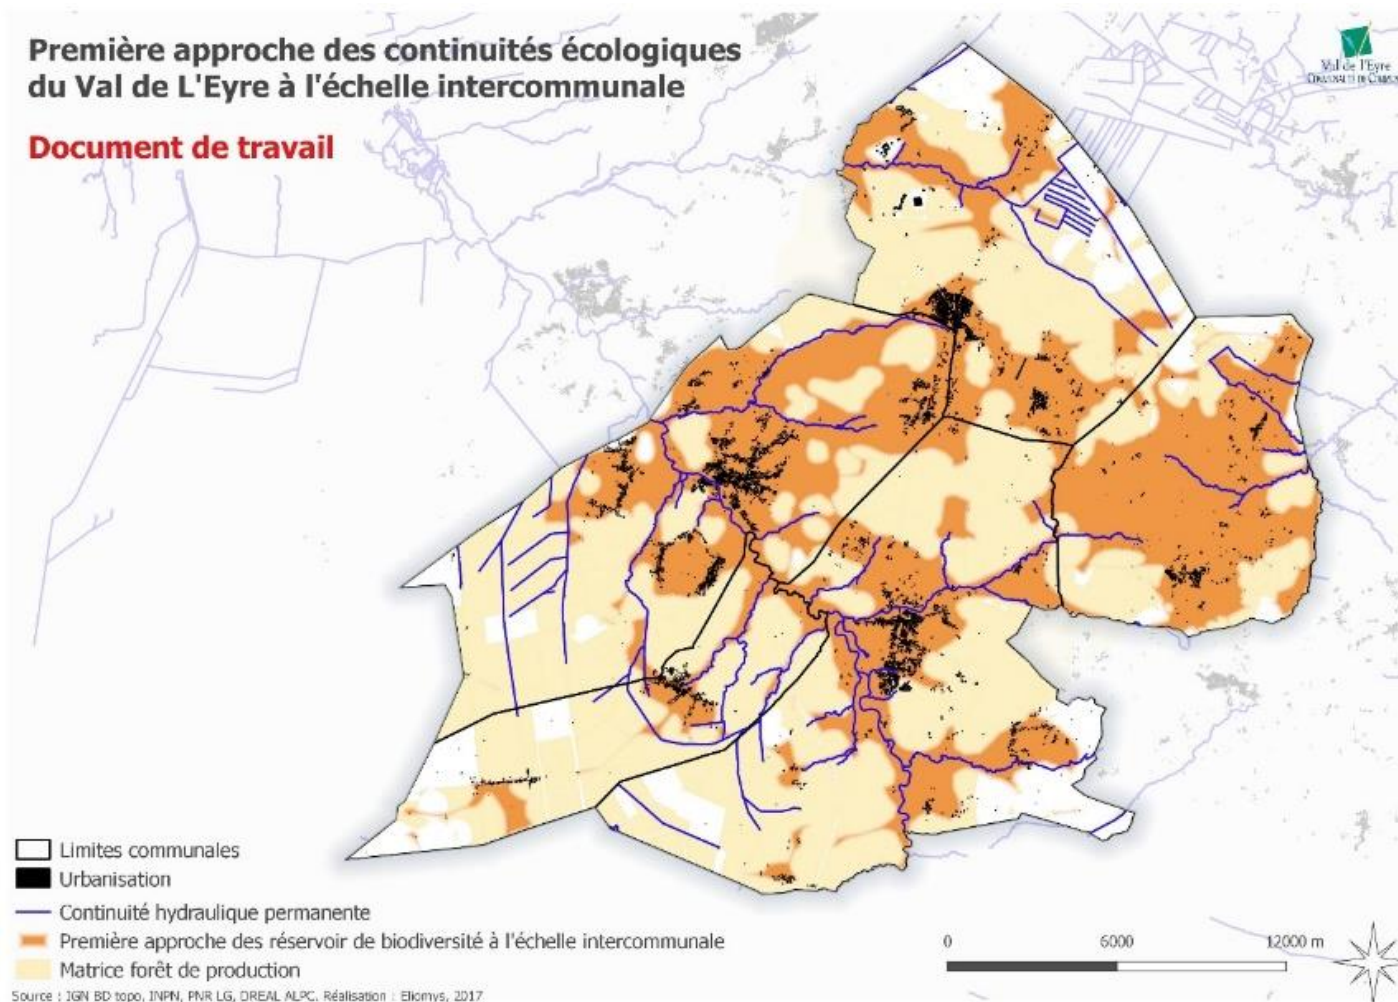 Première approche des continuités écologiques
du Val de L'Eyre à l'échelle intercommunale
Document de travail
Val de l'Eyre
Limites communales
Urbanisation
Continuité hydraulique permanente
Première approche des réservoir de biodiversité à l'échelle intercommunale
Matrice forêt de production
0 6000 12000 m
Source : IGN BD topo, INPN, PNR LG, DREAL ALPC. Réalisation : Eliomys, 2017